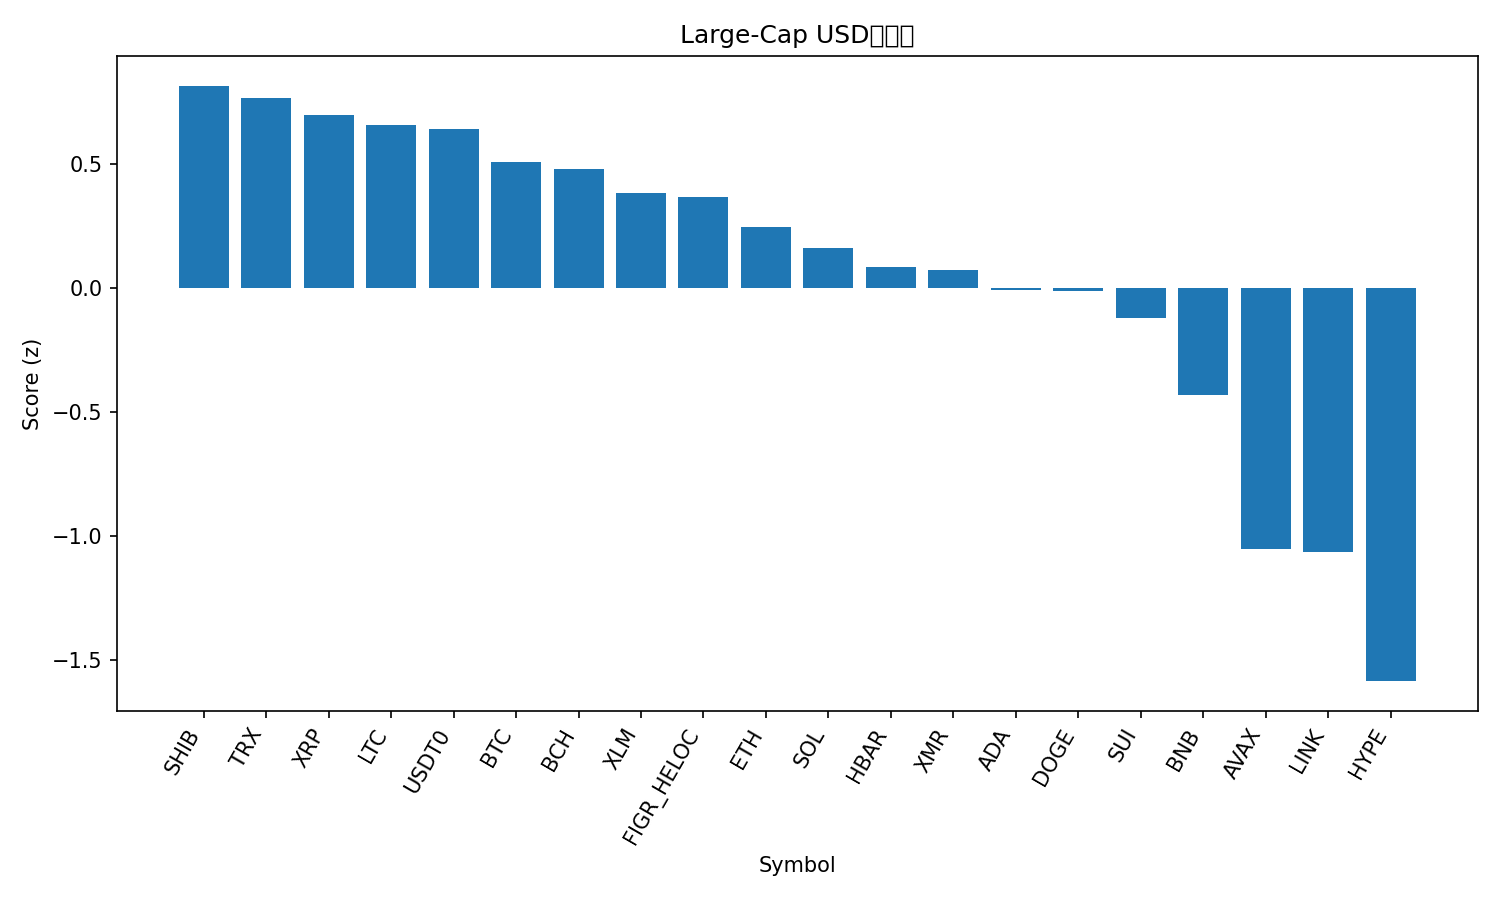 Large-Cap USD
Score (z)
0.5
0.0
−0.5
−1.0
−1.5
SHIB
TRX
XRP
LTC
USDT0
BTC
BCH
XLM
FIGR_HELOC
ETH
SOL
HBAR
XMR
ADA
DOGE
SUI
BNB
AVAX
LINK
HYPE
Symbol